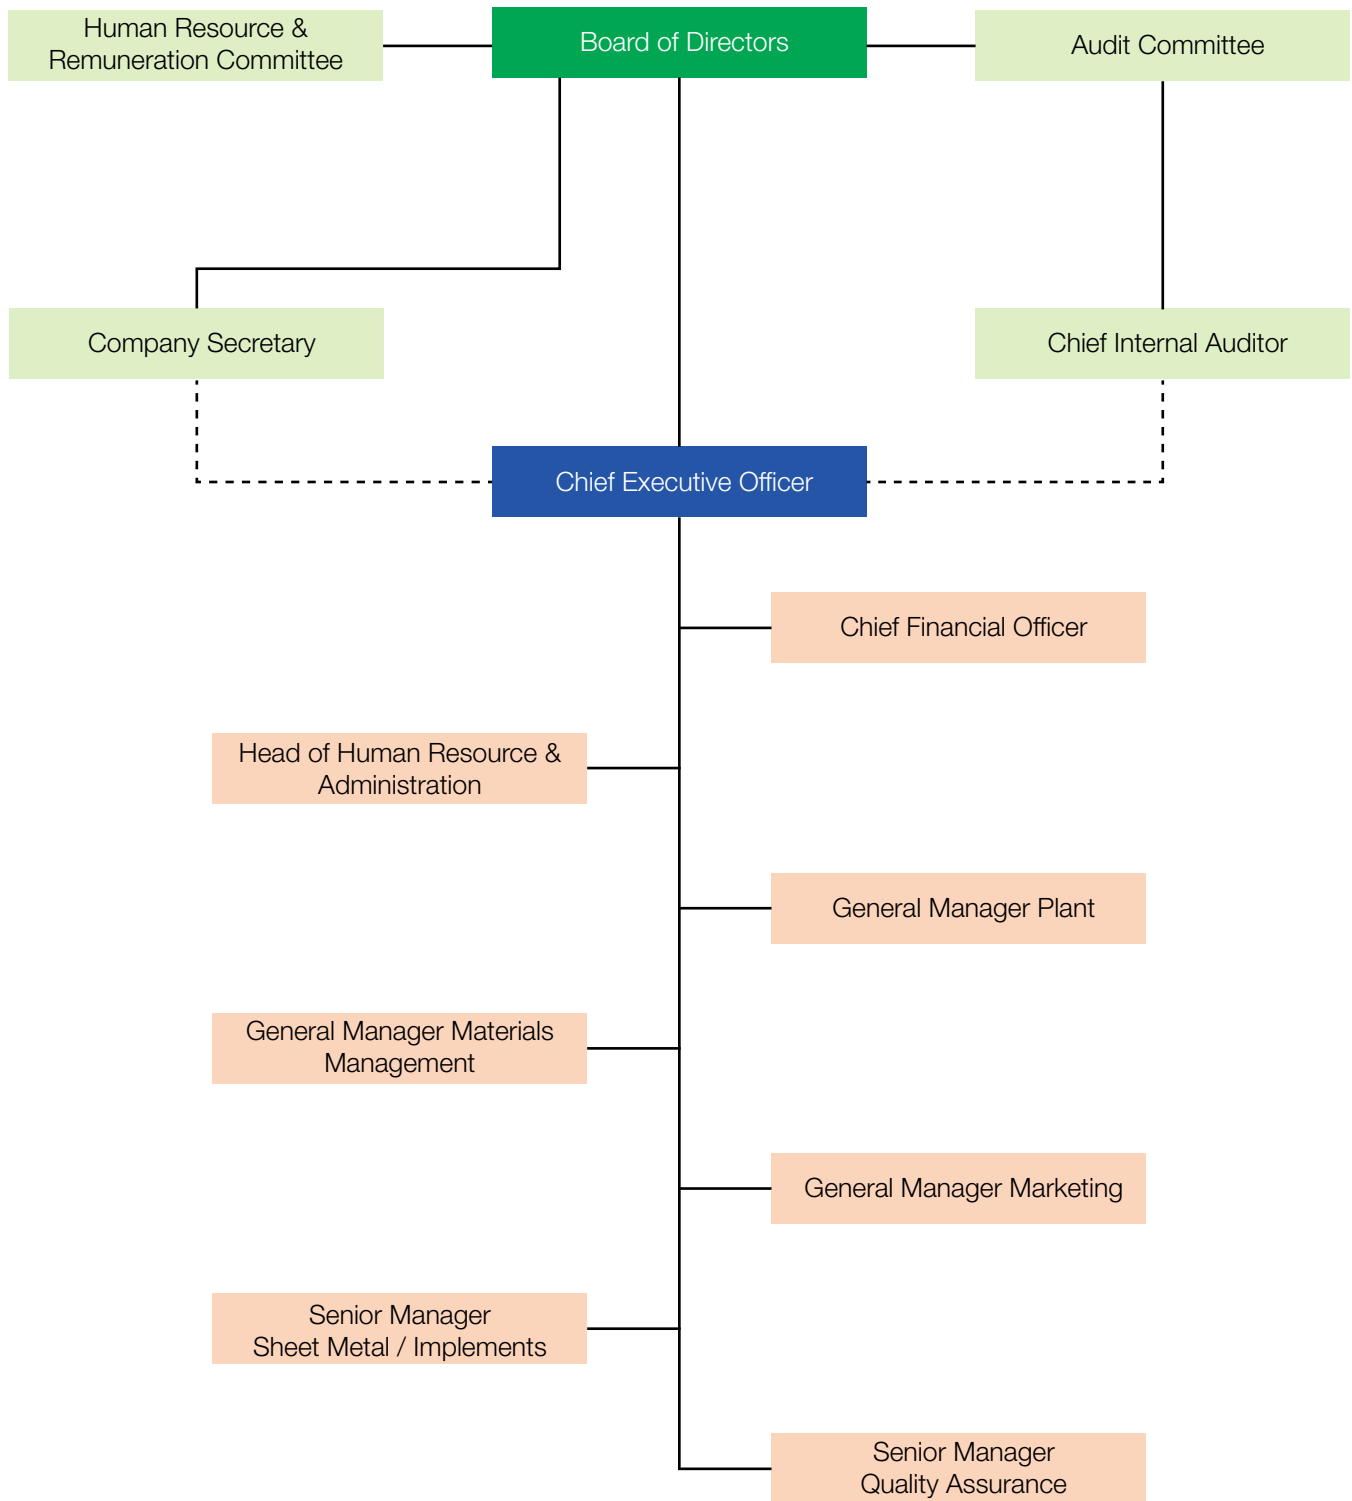 Human Resource &
Remuneration Committee
Board of Directors
Audit Committee
Company Secretary
Chief Internal Auditor
Chief Executive Officer
Chief Financial Officer
Head of Human Resource &
Administration
General Manager Plant
General Manager Materials
Management
General Manager Marketing
Senior Manager
Sheet Metal / Implements
Senior Manager
Quality Assurance